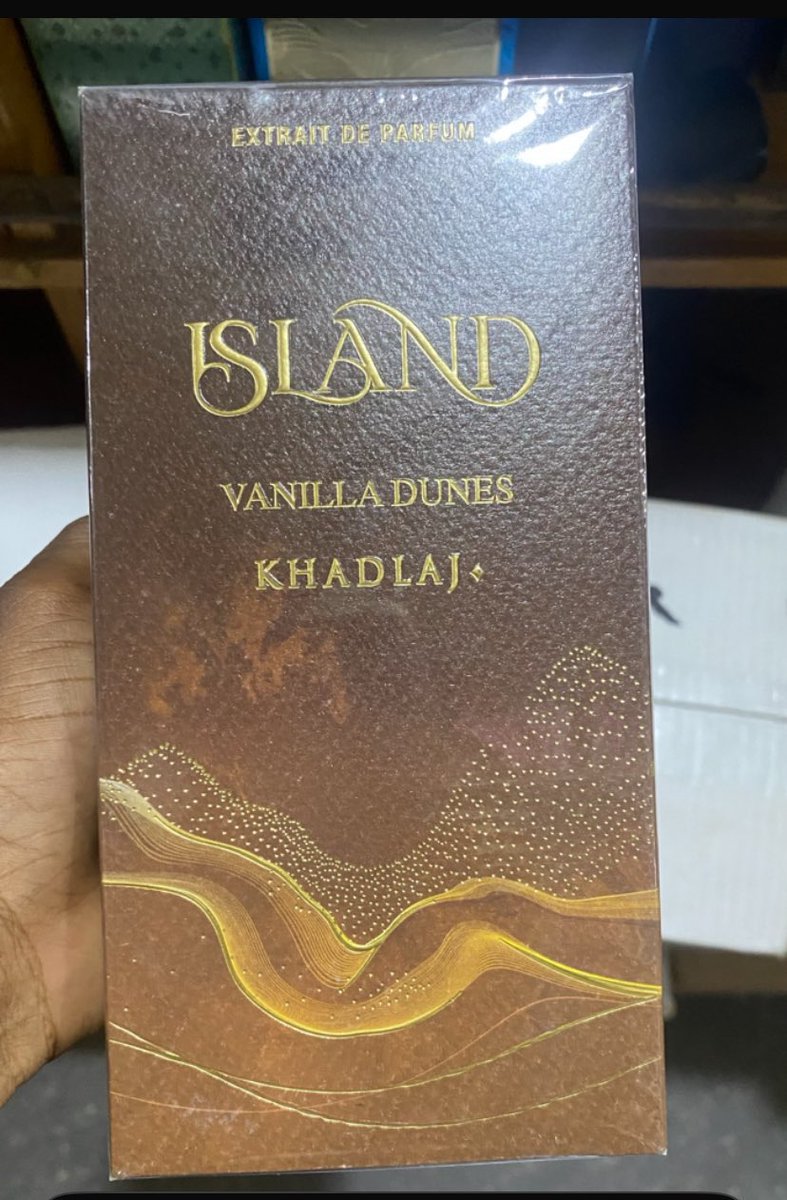 EXTRAIT DE PARFUM
ISLAND
VANILLA DUNES
KHADLAJ